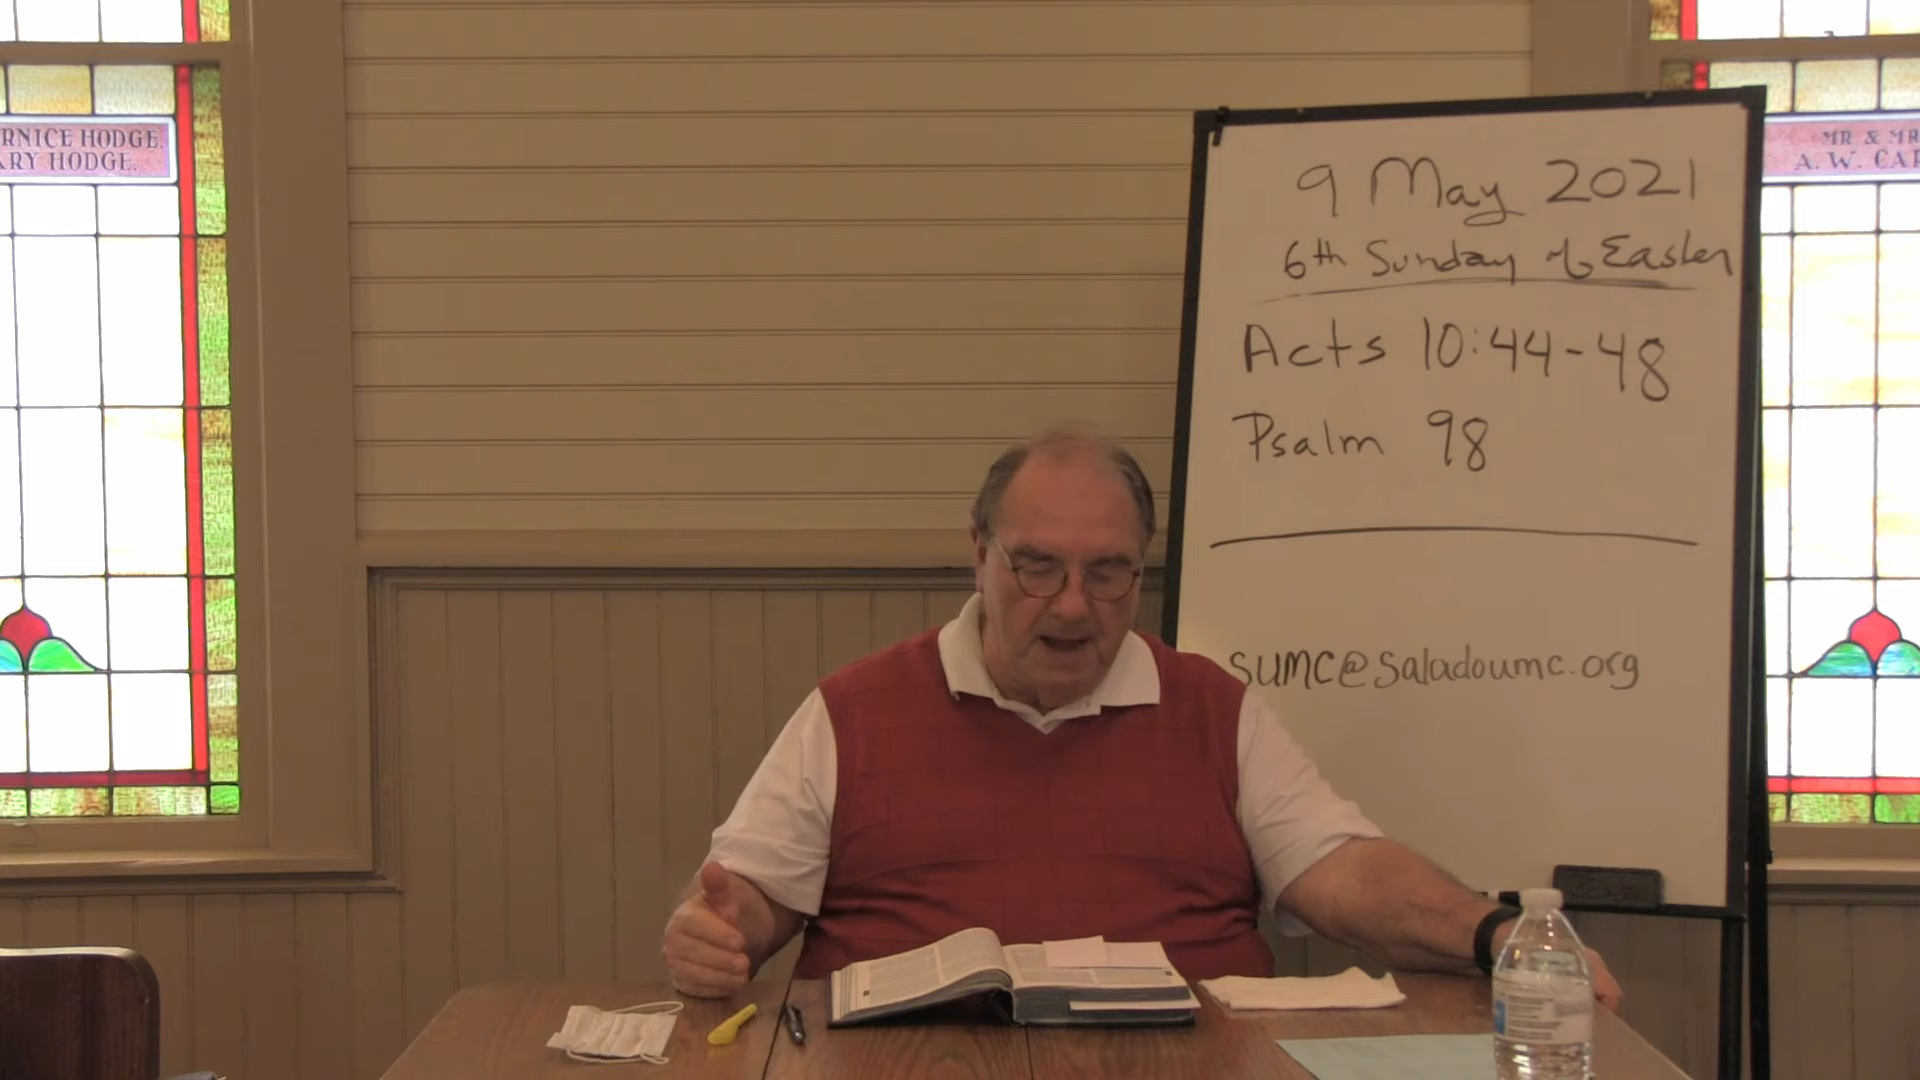 RNICE HODGE.
ARY HODGE.
9 May 2021
6th Sunday of Easter
Acts 10:44-48
Psalm 98
SUMC@saladoumc.org
MR. & MR
A. W. CAR